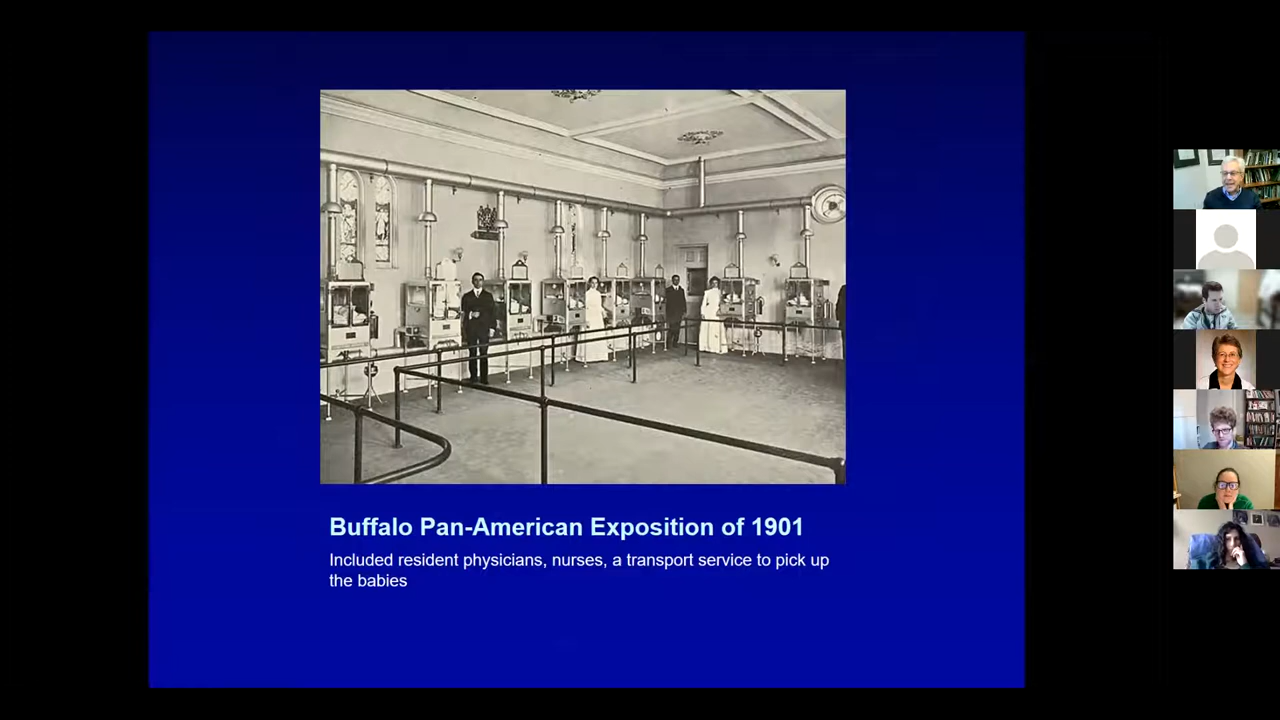 Buffalo Pan-American Exposition of 1901
Included resident physicians, nurses, a transport service to pick up
the babies